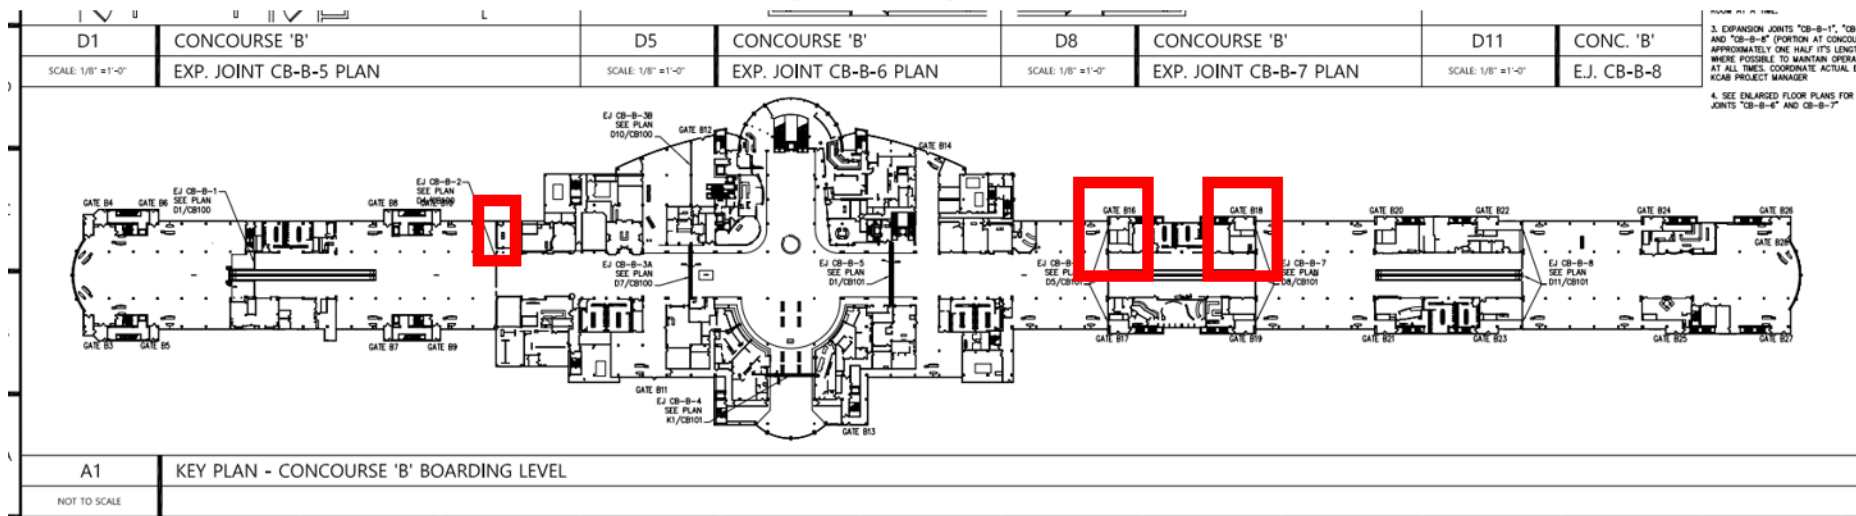 ROOM AT A TIME.
D1
CONCOURSE 'B'
D5
CONCOURSE 'B'
D8
CONCOURSE 'B'
D11
CONC. 'B'
SCALE: 1/8" =1'-0"
EXP. JOINT CB-B-5 PLAN
SCALE: 1/8" =1'-0"
EXP. JOINT CB-B-6 PLAN
SCALE: 1/8" =1'-0"
EXP. JOINT CB-B-7 PLAN
SCALE: 1/8" =1'-0"
E.J. CB-B-8
3. EXPANSION JOINTS "CB-B-1", "CB
AND "CB-B-8" (PORTION AT CONCOU
APPROXIMATELY ONE HALF IT'S LENGT
WHERE POSSIBLE TO MAINTAIN OPERA
AT ALL TIMES. COORDINATE ACTUAL
KCAB PROJECT MANAGER
4. SEE ENLARGED FLOOR PLANS FOR
JOINTS "CB-B-6" AND CB-B-7"
EJ CB-B-3B
SEE PLAN
D10/CB100
GATE B12
GATE B14
EJ CB-B-1
SEE PLAN
D1/CB100
EJ CB-B-2
SEE PLAN
GATE B4
GATE B6
GATE B8
GATE B16
GATE B18
GATE B20
GATE B22
GATE B24
GATE B26
GATE B28
EJ CB-B-3A
SEE PLAN
D7/CB100
EJ CB-B-5
SEE PLAN
D1/CB101
EJ CB-B-
SEE
D5/CB101
EJ CB-B-7
SEE PLAN
D8/CB101
EJ CB-B-8
SEE PLAN
D11/CB101
GATE B3
GATE B5
GATE B7
GATE B9
GATE B17
GATE B19
GATE B21
GATE B23
GATE B25
GATE B27
GATE B11
EJ CB-B-4
SEE PLAN
K1/CB101
GATE B13
A1
KEY PLAN - CONCOURSE 'B' BOARDING LEVEL
NOT TO SCALE